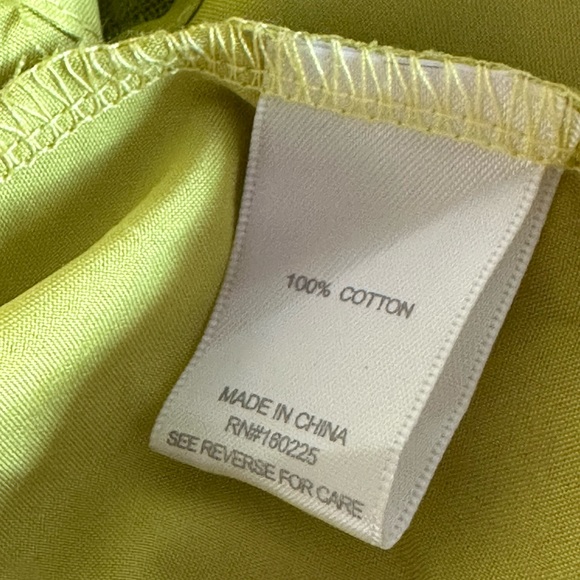 100% COTTON
MADE IN CHINA
RN#160225
SEE REVERSE FOR CARE